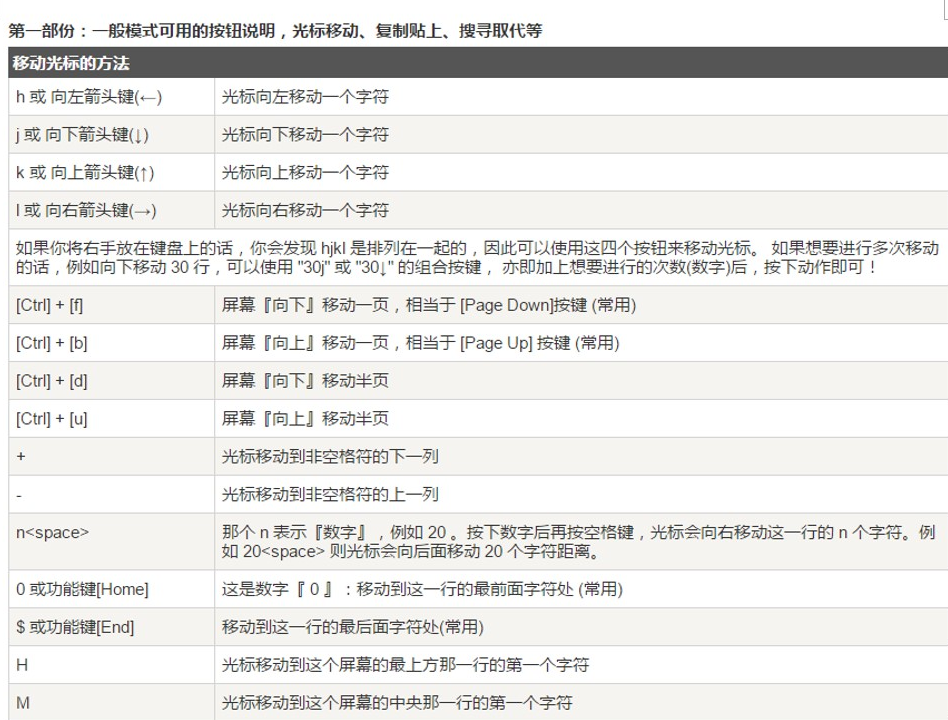 第一部份：一般模式可用的按钮说明，光标移动、复制贴上、搜寻取代等
移动光标的方法
h 或 向左箭头键(←) 光标向左移动一个字符
j 或 向下箭头键(↓) 光标向下移动一个字符
k 或 向上箭头键(↑) 光标向上移动一个字符
l 或 向右箭头键(→) 光标向右移动一个字符
如果你将右手放在键盘上的话，你会发现 hjkl 是排列在一起的，因此可以使用这四个按钮来移动光标。 如果想要进行多次移动
的话，例如向下移动 30 行，可以使用 "30j" 或 "30↓" 的组合按键， 亦即加上想要进行的次数(数字)后，按下动作即可！
[Ctrl] + [f] 屏幕『向下』移动一页，相当于 [Page Down]按键 (常用)
[Ctrl] + [b] 屏幕『向上』移动一页，相当于 [Page Up] 按键 (常用)
[Ctrl] + [d] 屏幕『向下』移动半页
[Ctrl] + [u] 屏幕『向上』移动半页
+ 光标移动到非空格符的下一列
- 光标移动到非空格符的上一列
n<space> 那个 n 表示『数字』，例如 20 。按下数字后再按空格键，光标会向右移动这一行的 n 个字符。例
如 20<space> 则光标会向后面移动 20 个字符距离。
0 或功能键[Home] 这是数字『 0 』：移动到这一行的最前面字符处 (常用)
$ 或功能键[End] 移动到这一行的最后面字符处(常用)
H 光标移动到这个屏幕的最上方那一行的第一个字符
M 光标移动到这个屏幕的中央那一行的第一个字符